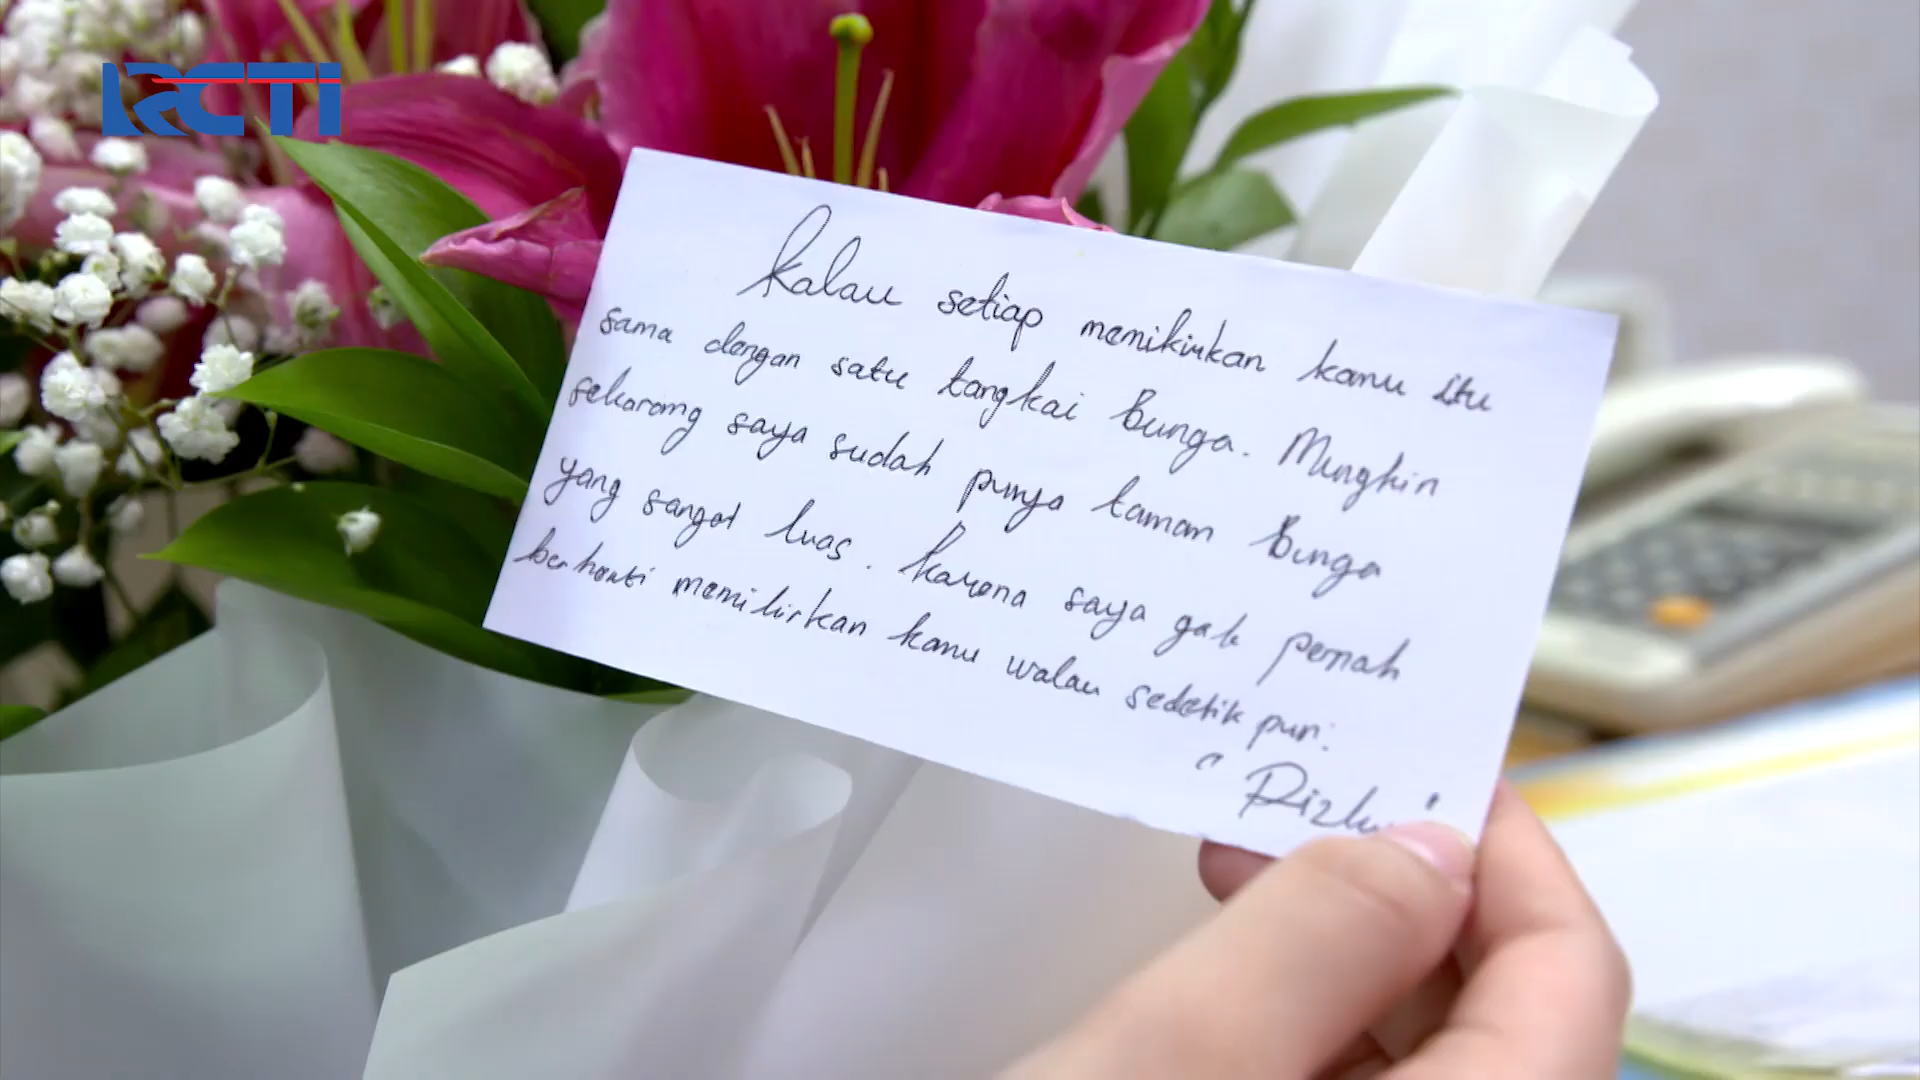 RCTI
Kalau setiap memikirkan kamu itu
sama dengan satu tangkai bunga. Mungkin
sekarang saya sudah punya taman bunga
yang sangat luas. Karena saya gak pernah
berhenti memikirkan kamu walau sedetik pun.
"Rizky"